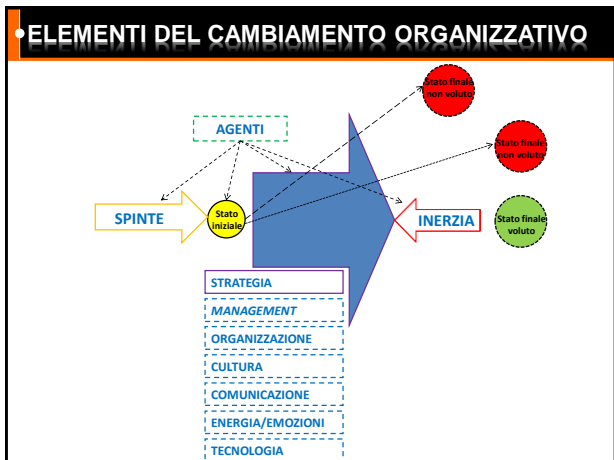 ELEMENTI DEL CAMBIAMENTO ORGANIZZATIVO
Stato finale
non voluto
AGENTI
Stato finale
non voluto
SPINTE
Stato
iniziale
INERZIA
Stato finale
voluto
STRATEGIA
MANAGEMENT
ORGANIZZAZIONE
CULTURA
COMUNICAZIONE
ENERGIA/EMOZIONI
TECNOLOGIA